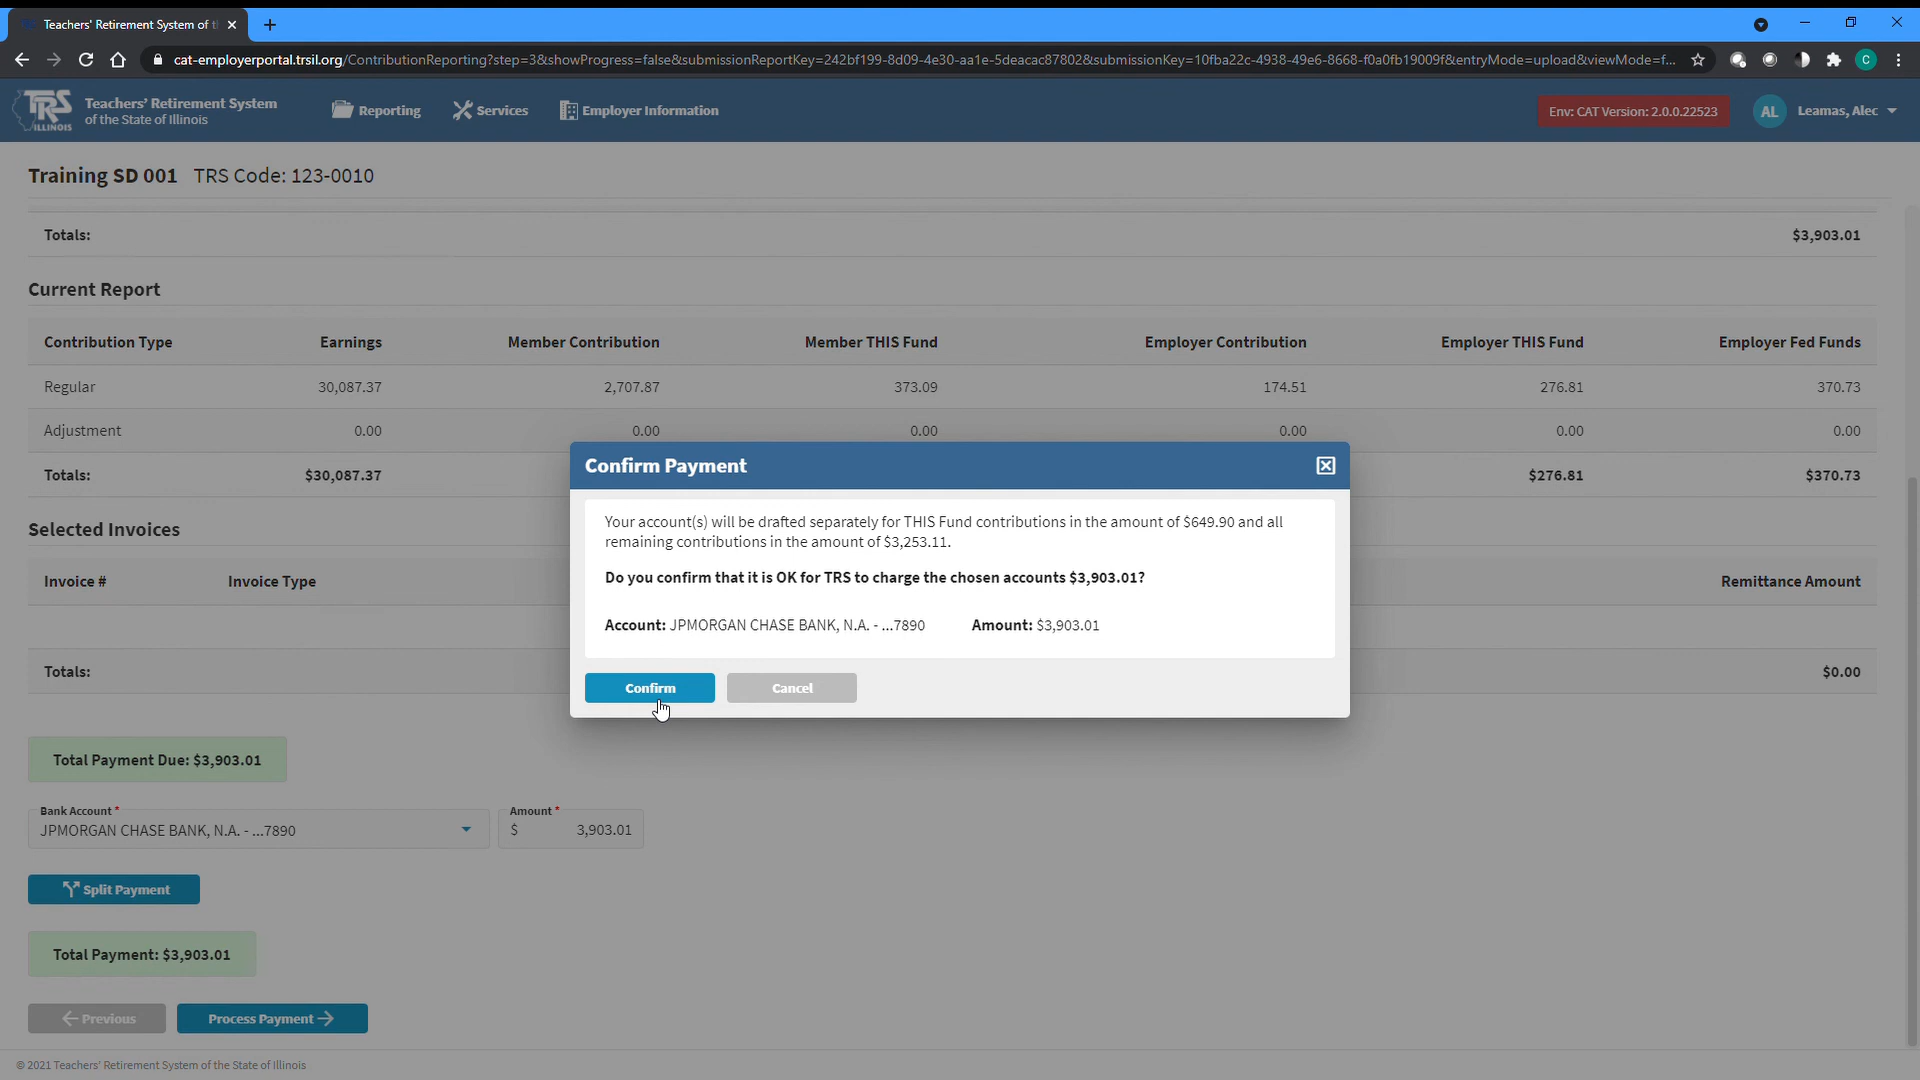 Teachers' Retirement System of t
cat-employerportal.trsil.org/ContributionReporting?step=3&showProgress=false&submissionReportKey=242bf199-8d09-4e30-aa1e-5deacac87802&submissionKey=10fba22c-4938-49e6-8668-f0a0fb19009f&entryMode=upload&viewMode=f...
C
TRS
ILLINOIS
Teachers' Retirement System
of the State of Illinois
Reporting
Services
Employer Information
Env: CAT Version: 2.0.0.22523
AL
Leamas, Alec
Training SD 001 TRS Code: 123-0010
Totals: $3,903.01
Current Report
Contribution Type Earnings Member Contribution Member THIS Fund Employer Contribution Employer THIS Fund Employer Fed Funds
Regular 30,087.37 2,707.87 373.09 174.51 276.81 370.73
Adjustment 0.00 0.00 0.00 0.00 0.00 0.00
Totals: $30,087.37 $276.81 $370.73
Confirm Payment
Your account(s) will be drafted separately for THIS Fund contributions in the amount of $649.90 and all
remaining contributions in the amount of $3,253.11.
Do you confirm that it is OK for TRS to charge the chosen accounts $3,903.01?
Account: JPMORGAN CHASE BANK, N.A. - ...7890 Amount: $3,903.01
Confirm
Cancel
Selected Invoices
Invoice # Invoice Type Remittance Amount
Totals: $0.00
Total Payment Due: $3,903.01
Bank Account * Amount *
JPMORGAN CHASE BANK, N.A. - ...7890 $ 3,903.01
Split Payment
Total Payment: $3,903.01
Previous
Process Payment
© 2021 Teachers' Retirement System of the State of Illinois